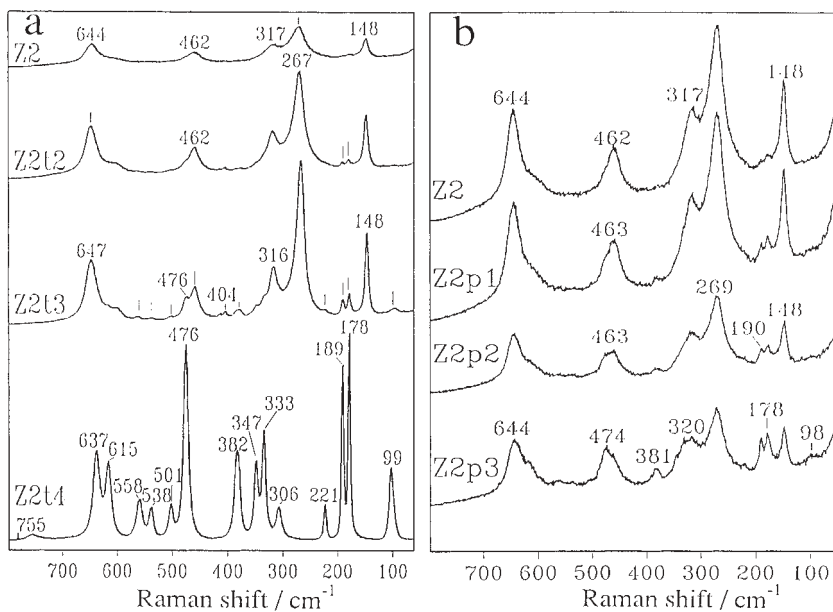 a
Z2
644
462
317
148
267
Z2t2
462
Z2t3
647
476
404
316
148
Z2t4
755
637
615
558
538
501
476
382
347
333
306
221
189
178
99
700 600 500 400 300 200 100
Raman shift / cm-1
b
Z2
644
462
317
148
Z2p1
463
Z2p2
463
269
190
148
Z2p3
644
474
381
320
178
98
700 600 500 400 300 200 100
Raman shift / cm-1